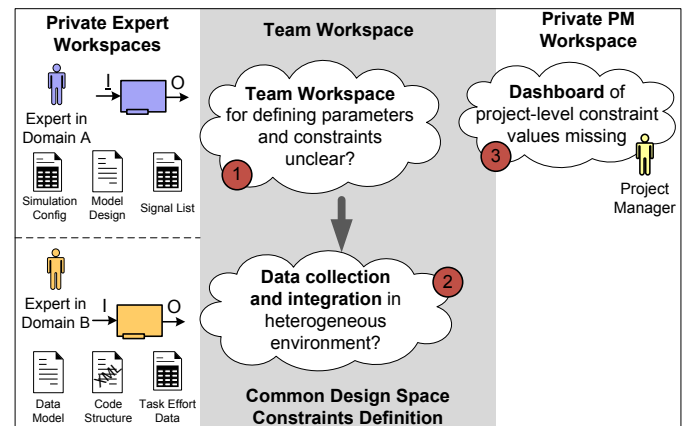 Private Expert
Workspaces
I
O
Expert in
Domain A
Simulation
Config
Model
Design
Signal List
Expert in
Domain B
I
O
Data
Model
XML
Code
Structure
Task Effort
Data
Team Workspace
Team Workspace
for defining parameters
and constraints
unclear?
1
Data collection
and integration in
heterogeneous
environment?
2
Common Design Space
Constraints Definition
Private PM
Workspace
Dashboard of
project-level constraint
values missing
3
Project
Manager